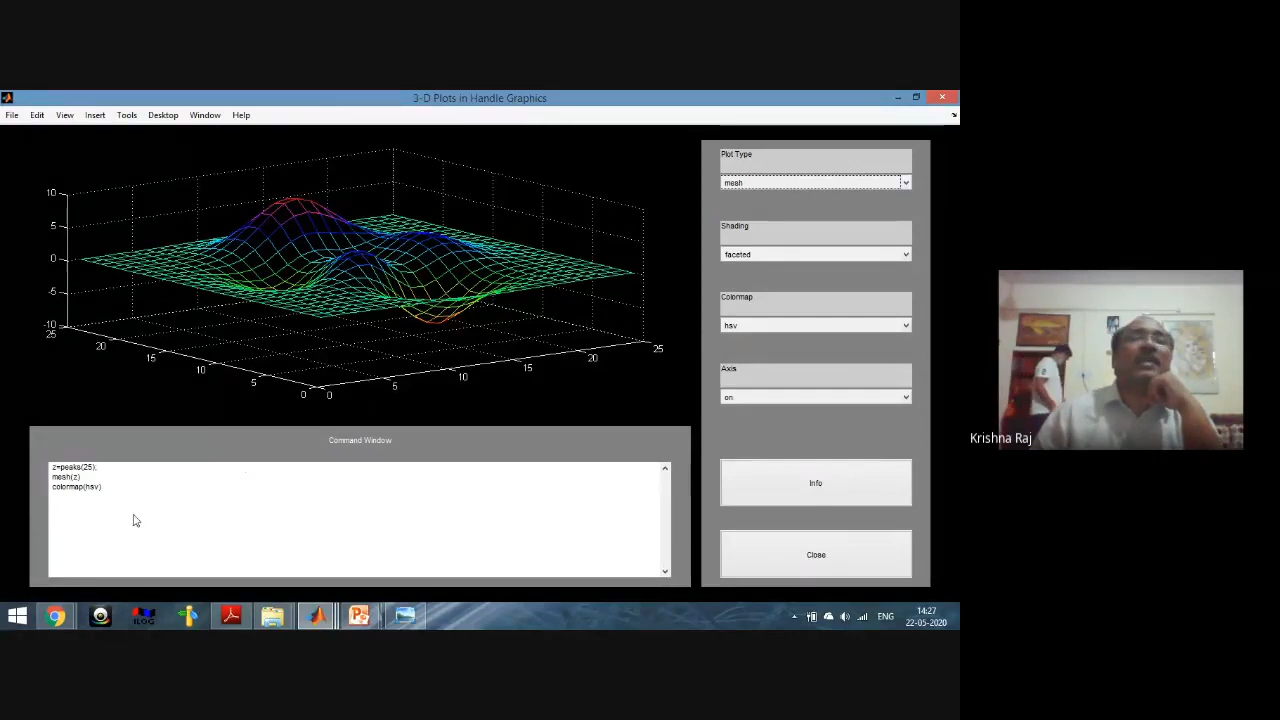 3-D Plots in Handle Graphics
File Edit View Insert Tools Desktop Window Help
10
5
0
-5
-10
25
20
15
10
5
0
0
5
10
15
20
25
Plot Type
mesh
Shading
faceted
Colormap
hsv
Axis
on
Info
Close
Command Window
z=peaks(25);
mesh(z)
colormap(hsv)
Krishna Raj
ILOG
ENG
14:27
22-05-2020